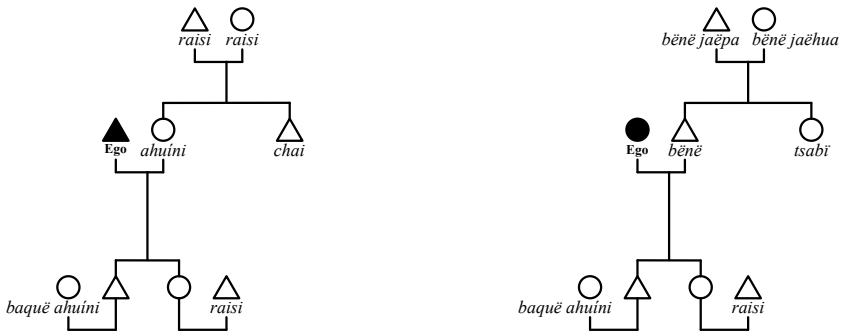 raisi raisi
bënë jaëpa bënë jaëhua
Ego ahuíni chai
Ego bënë tsabï
baquë ahuíni raisi
baquë ahuíni raisi